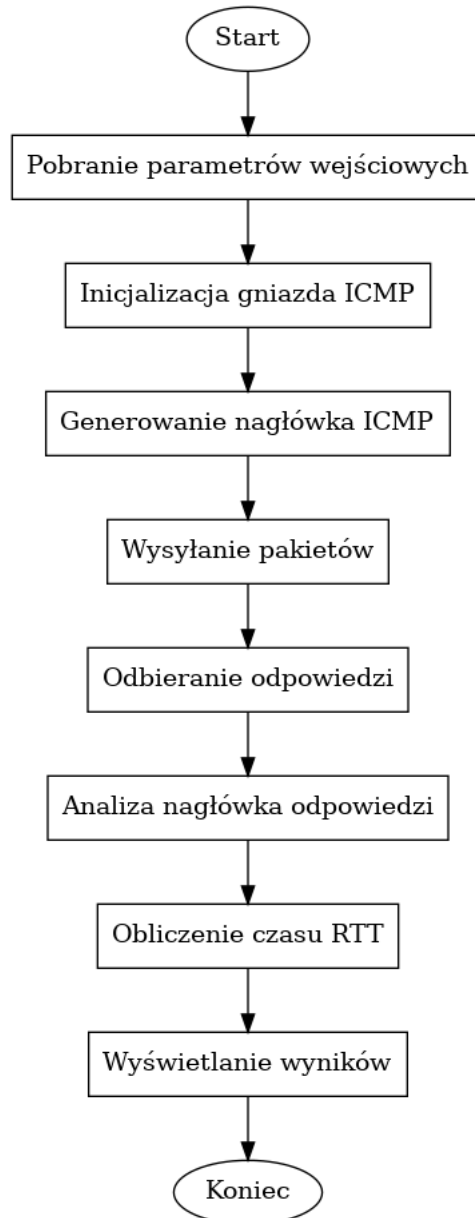 Start
Pobranie parametrów wejściowych
Inicjalizacja gniazda ICMP
Generowanie nagłówka ICMP
Wysyłanie pakietów
Odbieranie odpowiedzi
Analiza nagłówka odpowiedzi
Obliczenie czasu RTT
Wyświetlanie wyników
Koniec